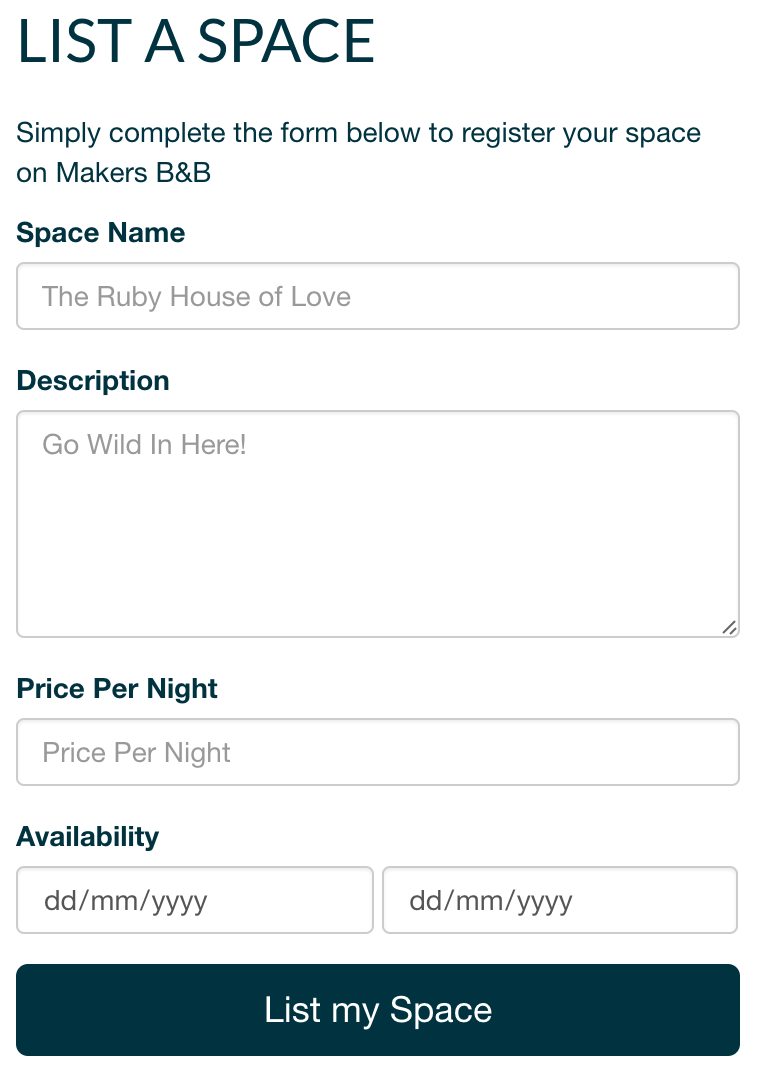 LIST A SPACE
Simply complete the form below to register your space
on Makers B&B
Space Name
The Ruby House of Love
Description
Go Wild In Here!
Price Per Night
Price Per Night
Availability
dd/mm/yyyy dd/mm/yyyy
List my Space